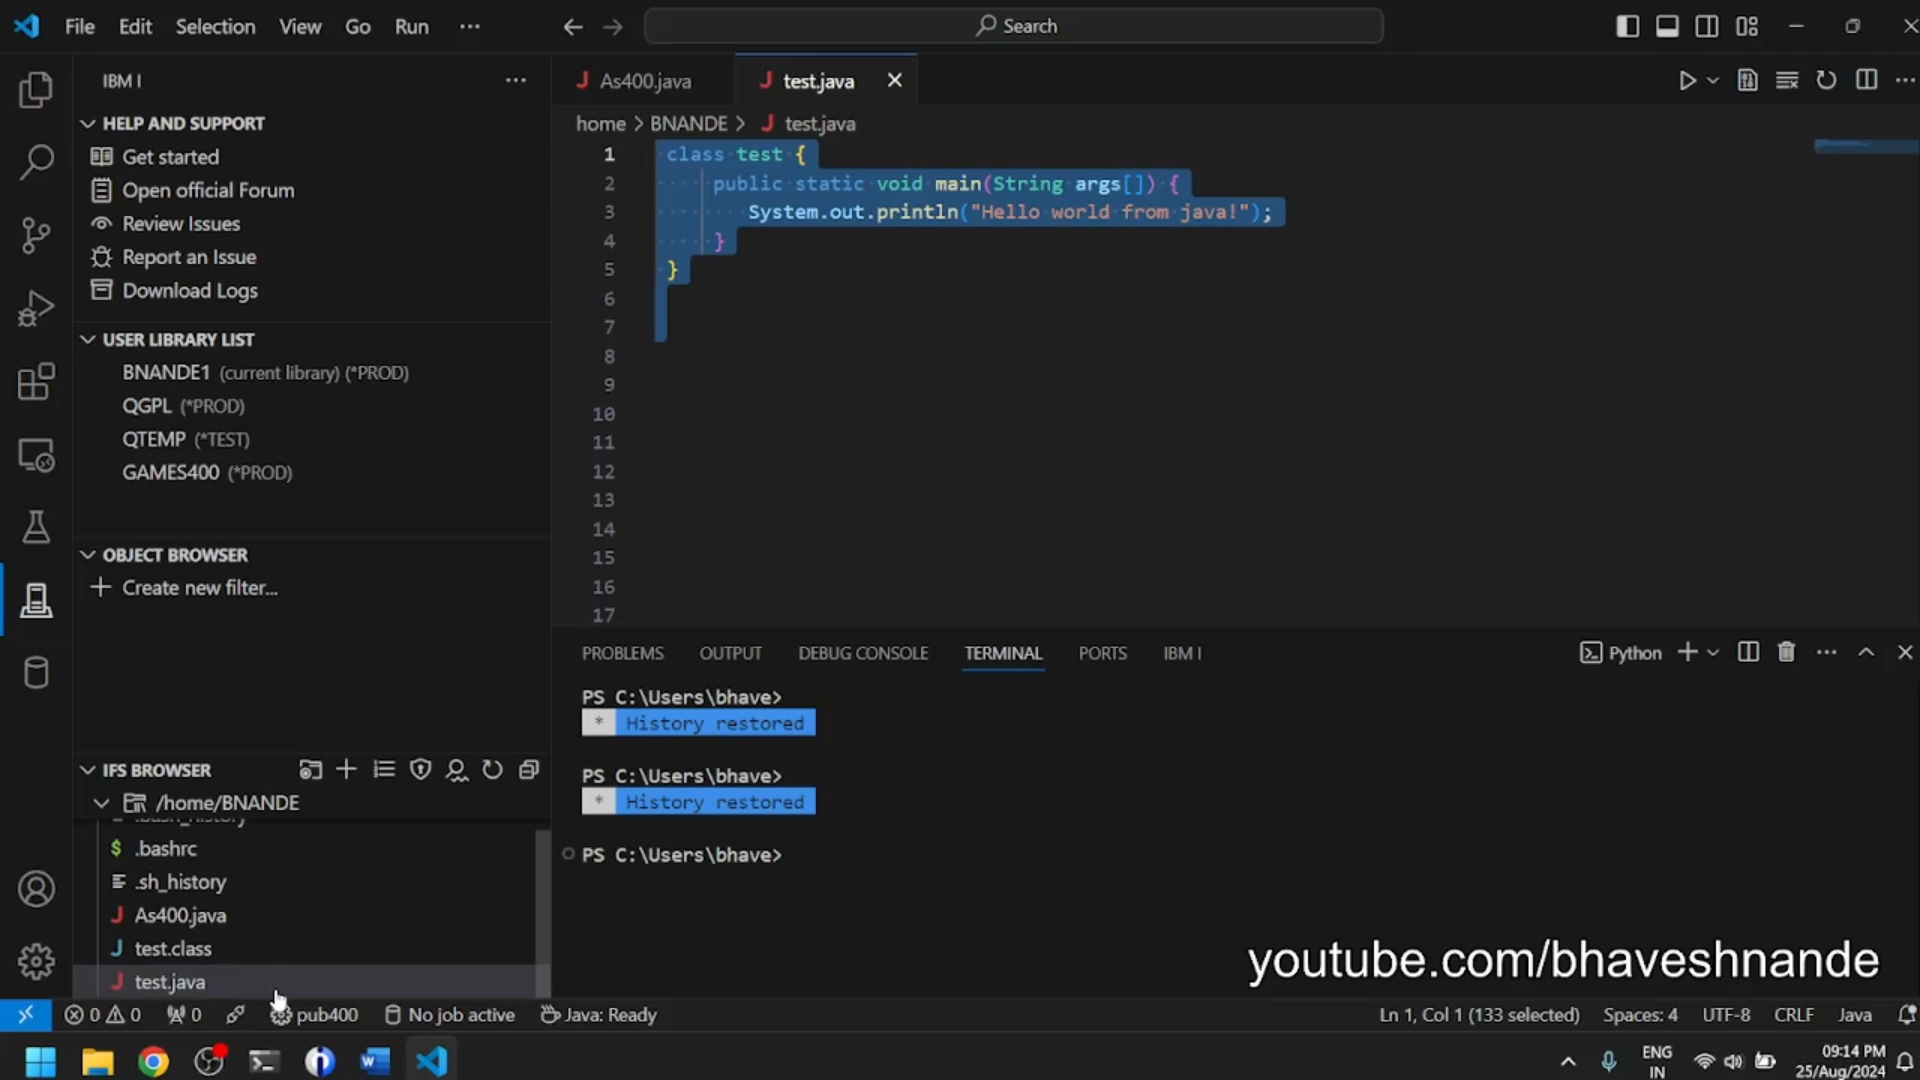 File Edit Selection View Go Run ···
Search
IBM I
HELP AND SUPPORT
Get started
Open official Forum
Review Issues
Report an Issue
Download Logs
USER LIBRARY LIST
BNANDE1 (current library) (*PROD)
QGPL (*PROD)
QTEMP (*TEST)
GAMES400 (*PROD)
OBJECT BROWSER
Create new filter...
IFS BROWSER
/home/BNANDE
.bash_history
.bashrc
.sh_history
As400.java
test.class
test.java
As400.java test.java
home > BNANDE > test.java
1 class test {
2 public static void main(String args[]) {
3 System.out.println("Hello world from java!");
4 }
5 }
6
7
8
9
10
11
12
13
14
15
16
17
PROBLEMS OUTPUT DEBUG CONSOLE TERMINAL PORTS IBM I
Python
PS C:\Users\bhave>
* History restored
PS C:\Users\bhave>
* History restored
PS C:\Users\bhave>
youtube.com/bhaveshnande
0 0 0 pub400 No job active Java: Ready
Ln 1, Col 1 (133 selected) Spaces: 4 UTF-8 CRLF Java
ENG
IN
09:14 PM
25/Aug/2024